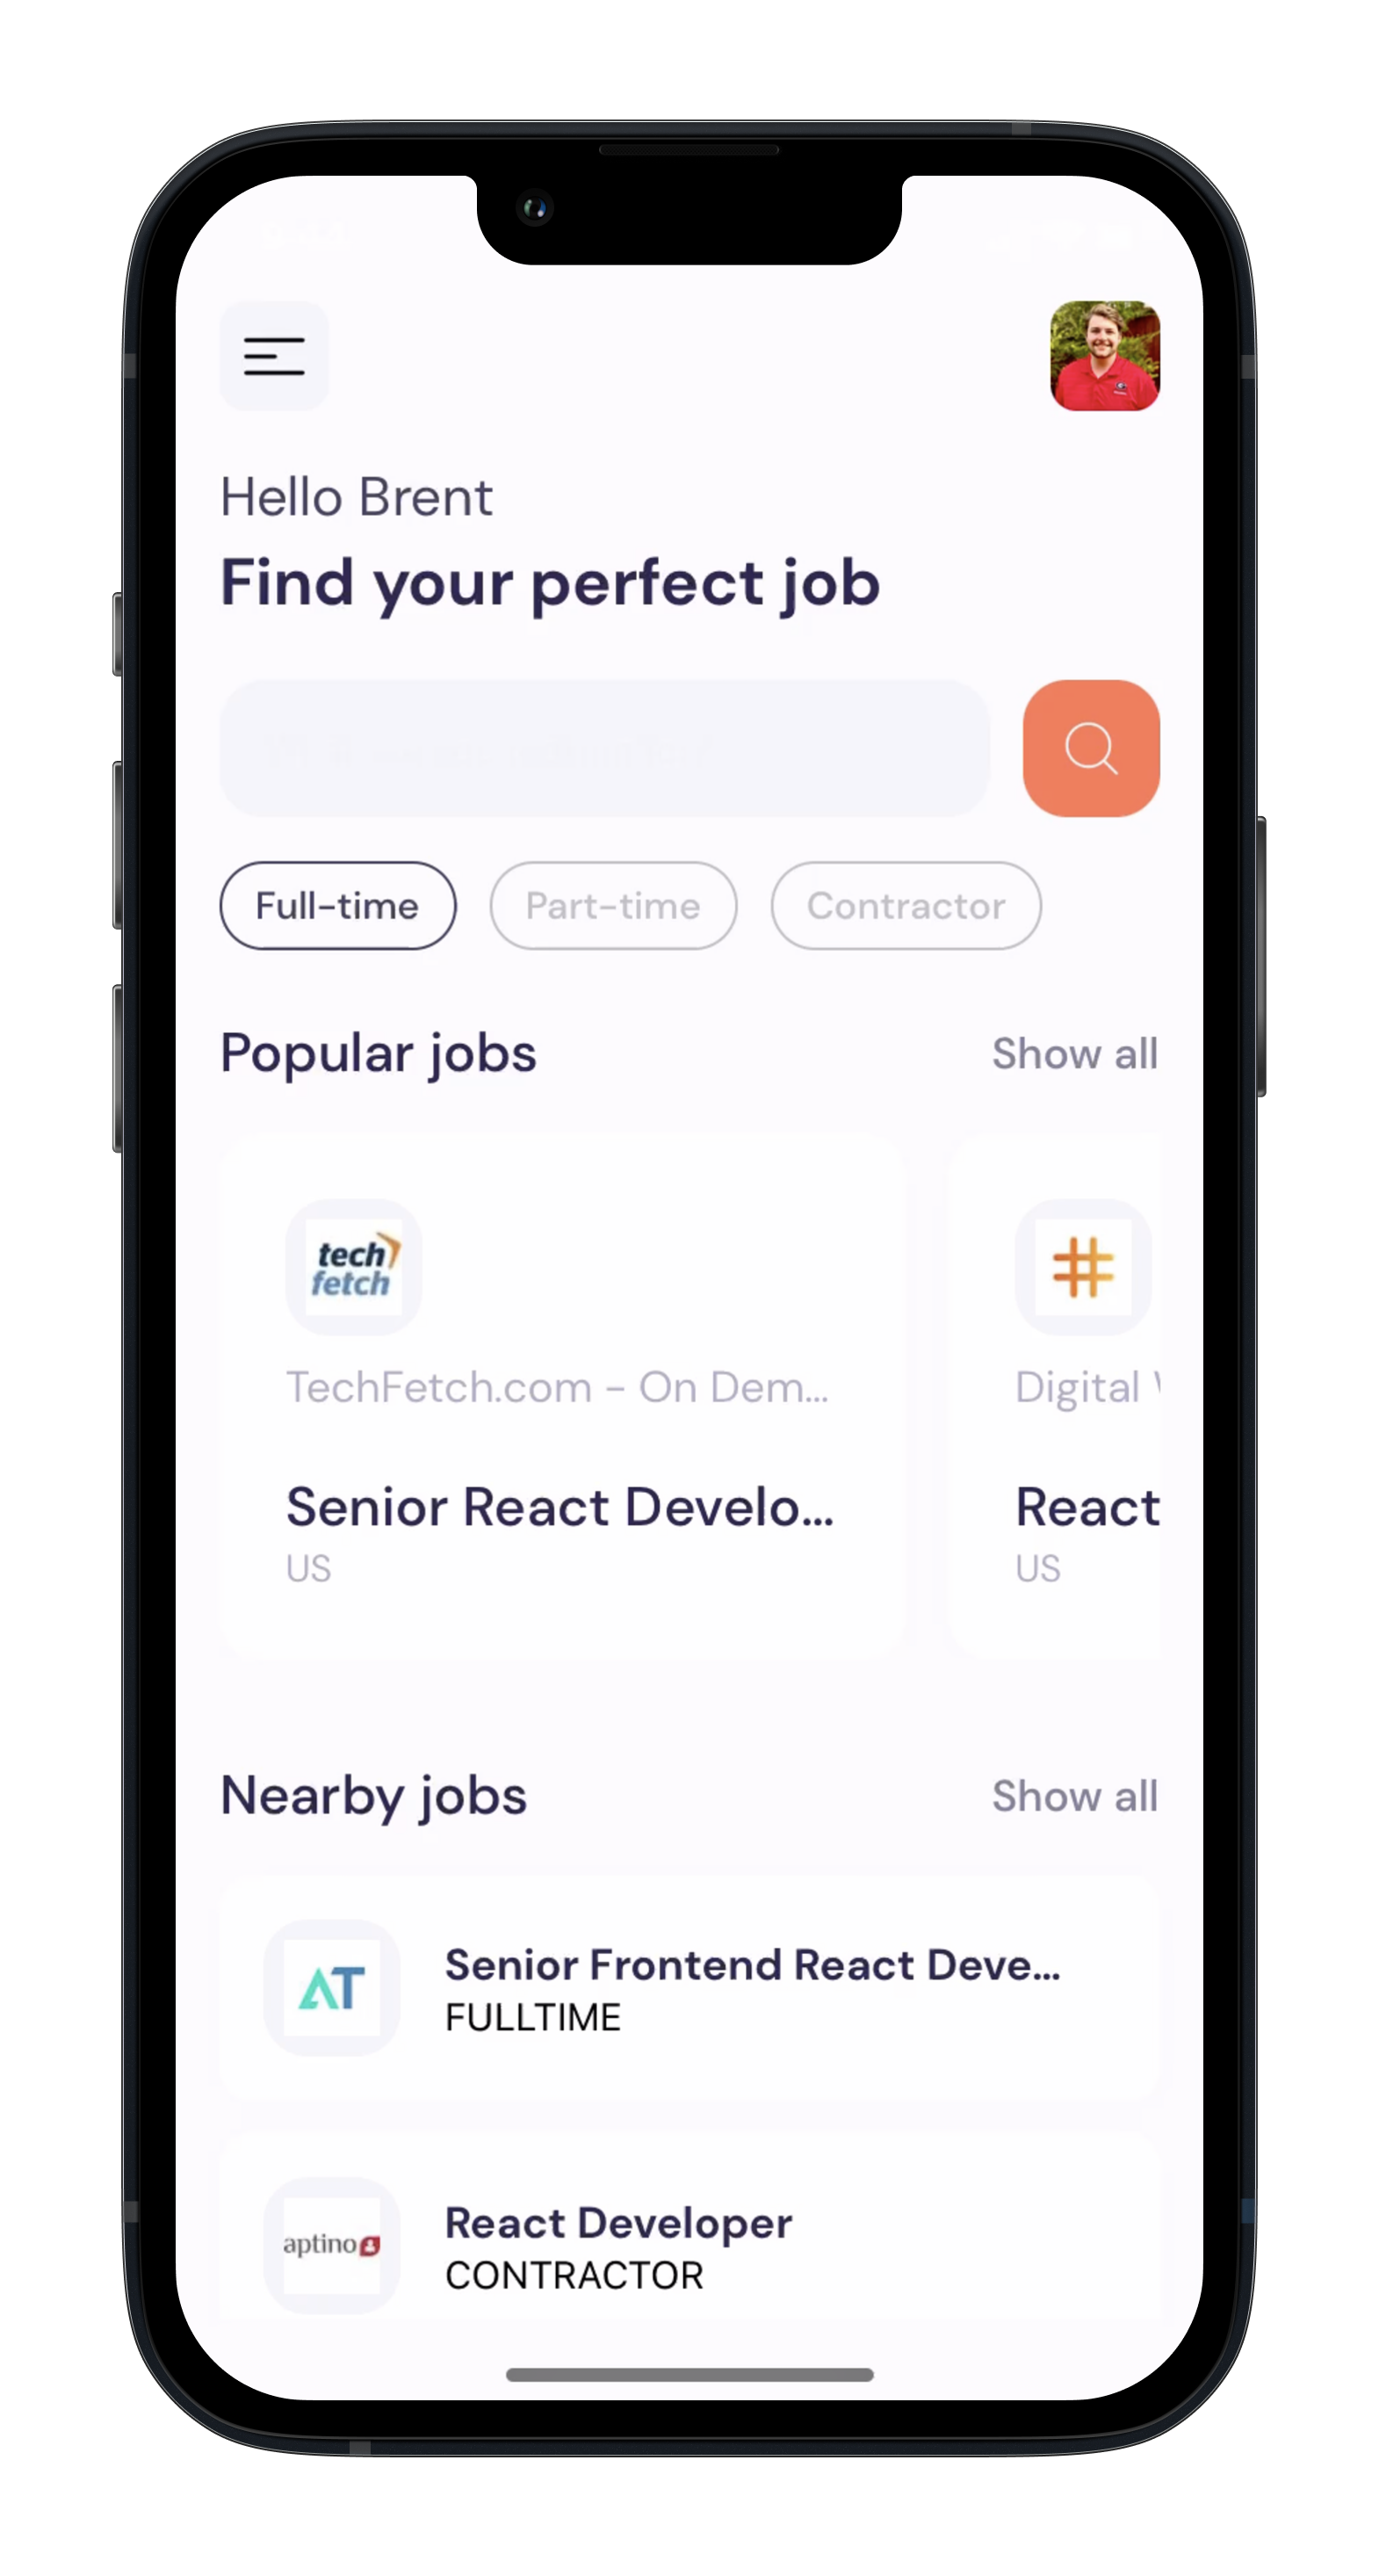 Hello Brent
Find your perfect job
Full-time
Part-time
Contractor
Popular jobs
Show all
tech
fetch
TechFetch.com - On Dem...
Senior React Develo...
US
Digital
React
US
Nearby jobs
Show all
AT
Senior Frontend React Deve...
FULLTIME
aptino
React Developer
CONTRACTOR